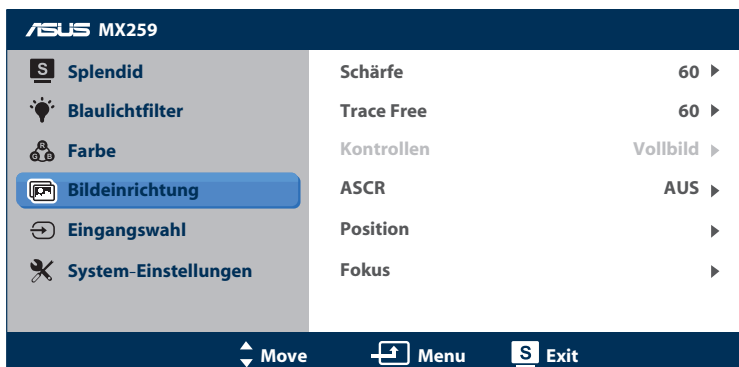 ASUS MX259
S Splendid
Blaulichtfilter
R G B Farbe
Bildeinrichtung
Eingangswahl
System-Einstellungen
Schärfe 60
Trace Free 60
Kontrollen Vollbild
ASCR AUS
Position
Fokus
Move Menu S Exit